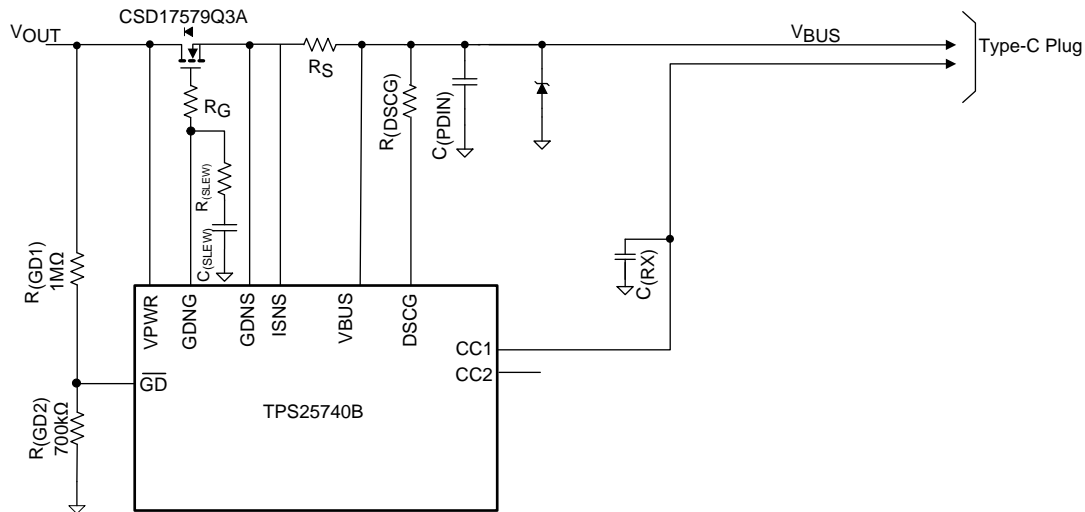 CSD17579Q3A
VOUT
VBUS
Type-C Plug
RS
RG
R(DSCG)
C(PDIN)
R(SLEW)
C(SLEW)
R(GD1)
1MΩ
C(RX)
VPWR
GDNG
GDNS
ISNS
VBUS
DSCG
CC1
CC2
GD
TPS25740B
R(GD2)
700kΩ